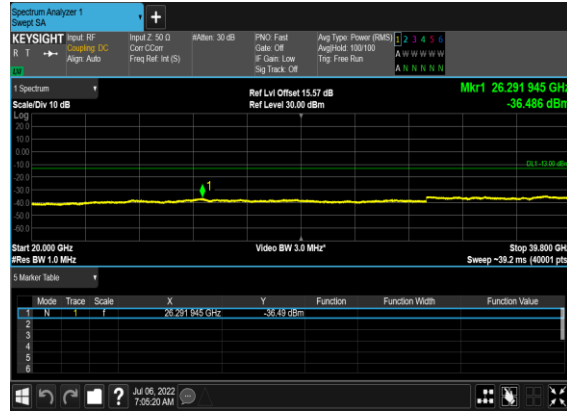 Spectrum Analyzer 1
Swept SA
+
KEYSIGHT
R T
Input: RF
Coupling: DC
Align: Auto
Input Z: 50 Ω
Corr CCorr
Freq Ref: Int (S)
#Atten: 30 dB
PNO: Fast
Gate: Off
IF Gain: Low
Sig Track: Off
Avg Type: Power (RMS)
Avg|Hold: 100/100
Trig: Free Run
1 2 3 4 5 6
A W W W W W
A N N N N N
1 Spectrum
Scale/Div 10 dB
Ref Lvl Offset 15.57 dB
Ref Level 30.00 dBm
Mkr1 26.291 945 GHz
-36.486 dBm
Log
20.0
10.0
0.00
-10.0
-20.0
-30.0
-40.0
-50.0
-60.0
DL1 -13.00 dBm
1
Start 20.000 GHz
#Res BW 1.0 MHz
Video BW 3.0 MHz*
Stop 39.800 GHz
Sweep ~39.2 ms (40001 pts)
5 Marker Table
Mode Trace Scale X Y Function Function Width Function Value
1 N 1 f 26.291 945 GHz -36.49 dBm
2
3
4
5
6
?
Jul 06, 2022
7:05:20 AM